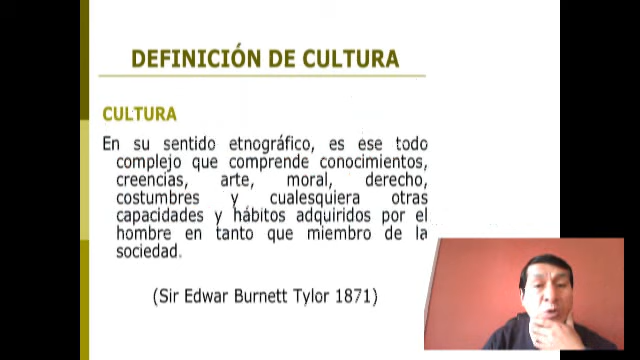 DEFINICIÓN DE CULTURA
CULTURA
En su sentido etnográfico, es ese todo
complejo que comprende conocimientos,
creencias, arte, moral, derecho,
costumbres y cualesquiera otras
capacidades y hábitos adquiridos por el
hombre en tanto que miembro de la
sociedad.
(Sir Edwar Burnett Tylor 1871)